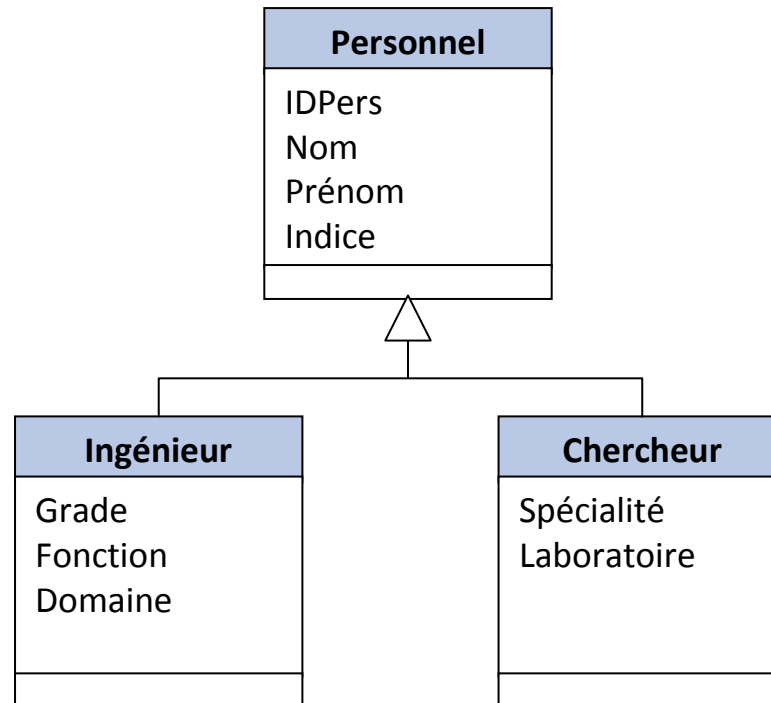 Personnel
IDPers
Nom
Prénom
Indice
Ingénieur
Grade
Fonction
Domaine
Chercheur
Spécialité
Laboratoire